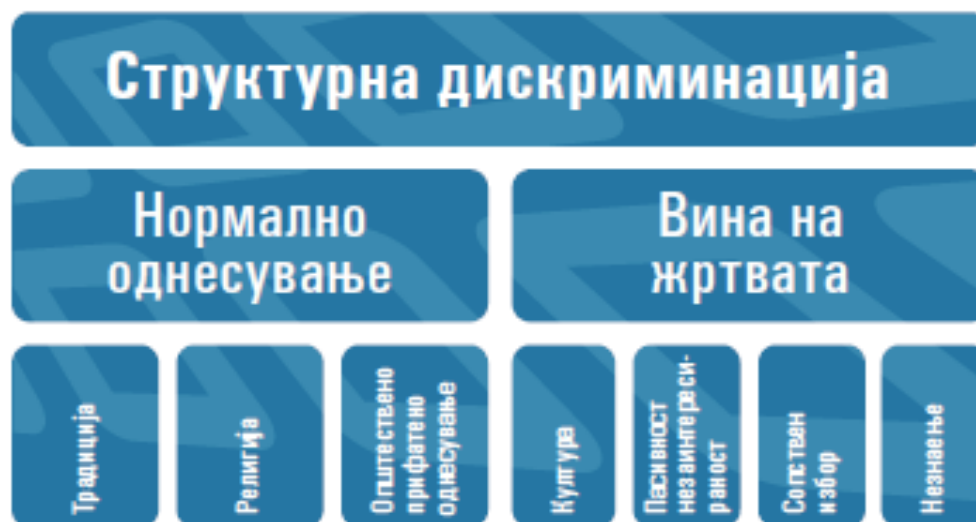 Структурна дискриминација
Нормално
однесување
Вина на
жртвата
Традиција
Религија
Општествено
прифатено
однесување
Култура
Пасивност
незаинтереси-
раност
Сопствен
избор
Незнаење